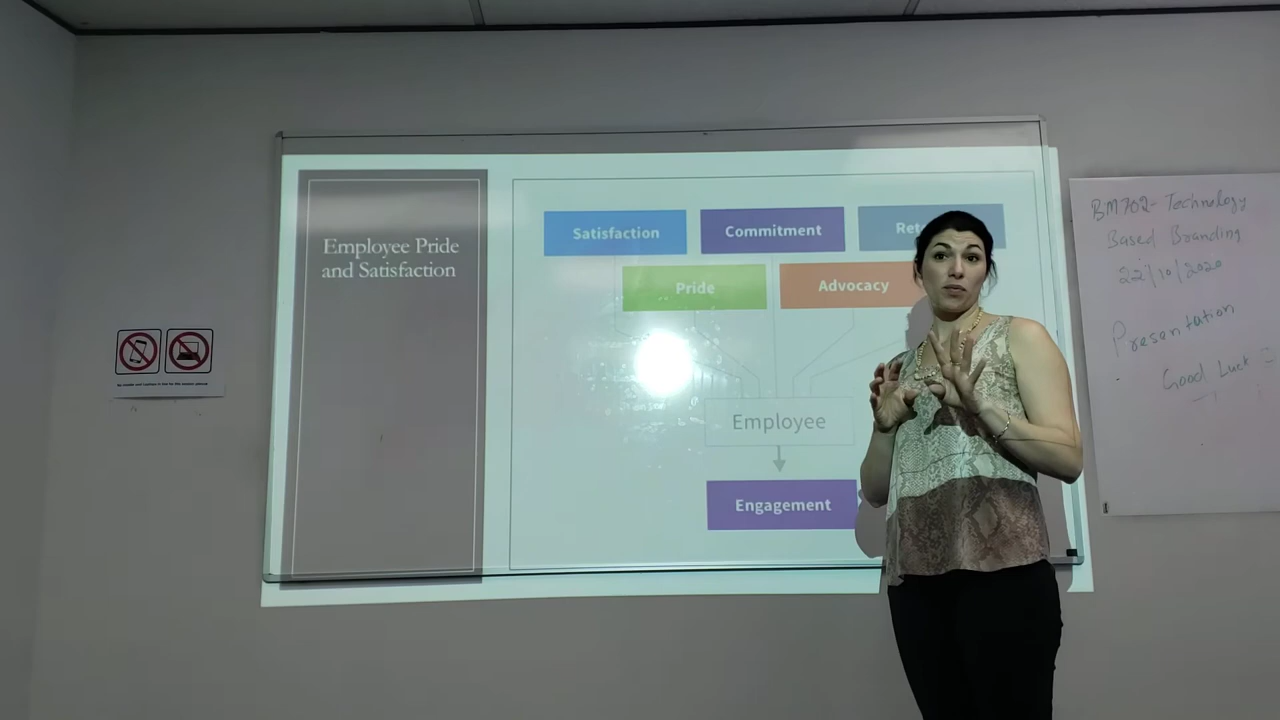 Employee Pride
and Satisfaction
Satisfaction
Commitment
Pride
Advocacy
Employee
Engagement
BM702- Technology
Based Branding
22/10/2020
Presentation
Good Luck